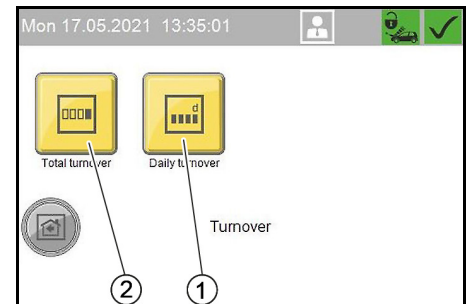 Mon 17.05.2021 13:35:01
d
Total turnover Daily turnover
Turnover
2 1